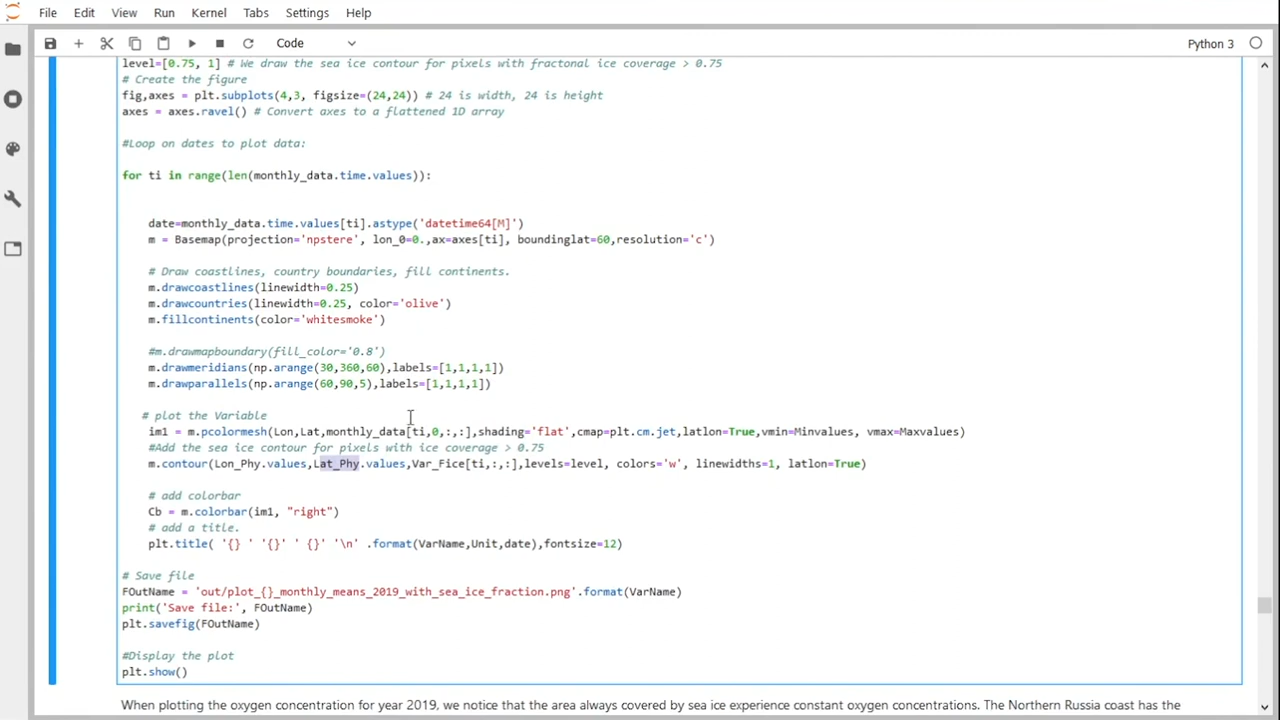 File Edit View Run Kernel Tabs Settings Help
Code
Python 3
level=[0.75, 1] # We draw the sea ice contour for pixels with fractonal ice coverage > 0.75
# Create the figure
fig,axes = plt.subplots(4,3, figsize=(24,24)) # 24 is width, 24 is height
axes = axes.ravel() # Convert axes to a flattened 1D array
#Loop on dates to plot data:
for ti in range(len(monthly_data.time.values)):
date=monthly_data.time.values[ti].astype('datetime64[M]')
m = Basemap(projection='npstere', lon_0=0.,ax=axes[ti], boundinglat=60,resolution='c')
# Draw coastlines, country boundaries, fill continents.
m.drawcoastlines(linewidth=0.25)
m.drawcountries(linewidth=0.25, color='olive')
m.fillcontinents(color='whitesmoke')
#m.drawmapboundary(fill_color='0.8')
m.drawmeridians(np.arange(30,360,60),labels=[1,1,1,1])
m.drawparallels(np.arange(60,90,5),labels=[1,1,1,1])
# plot the Variable
im1 = m.pcolormesh(Lon,Lat,monthly_data[ti,0,:,:],shading='flat',cmap=plt.cm.jet,latlon=True,vmin=Minvalues, vmax=Maxvalues)
#Add the sea ice contour for pixels with ice coverage > 0.75
m.contour(Lon_Phy.values,Lat_Phy.values,Var_Fice[ti,:,:],levels=level, colors='w', linewidths=1, latlon=True)
# add colorbar
Cb = m.colorbar(im1, "right")
# add a title.
plt.title( '{} ' '{}' ' {}' '\n' .format(VarName,Unit,date),fontsize=12)
# Save file
FOutName = 'out/plot_{}_monthly_means_2019_with_sea_ice_fraction.png'.format(VarName)
print('Save file:', FOutName)
plt.savefig(FOutName)
#Display the plot
plt.show()
When plotting the oxygen concentration for year 2019, we notice that the area always covered by sea ice experience constant oxygen concentrations. The Northern Russia coast has the